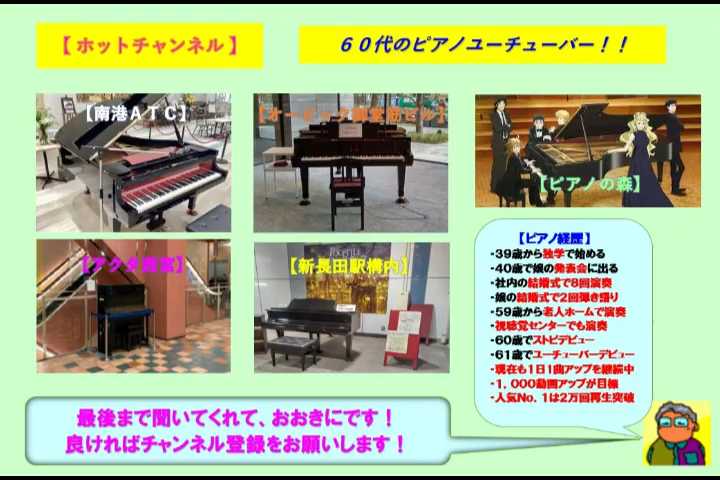 【ホットチャンネル】
６０代のピアノユーチューバー！！
【南港ＡＴＣ】
【オービック御堂筋ビル】
【ピアノの森】
【アクタ西宮】
【新長田駅構内】
【ピアノ経歴】
・39歳から独学で始める
・40歳で娘の発表会に出る
・社内の結婚式で8回演奏
・娘の結婚式で2回弾き語り
・59歳から老人ホームで演奏
・視聴覚センターでも演奏
・60歳でストピデビュー
・61歳でユーチューバーデビュー
・現在も1日1曲アップを継続中
・1，000動画アップが目標
・人気No．1は2万回再生突破
最後まで聞いてくれて、おおきにです！
良ければチャンネル登録をお願いします！